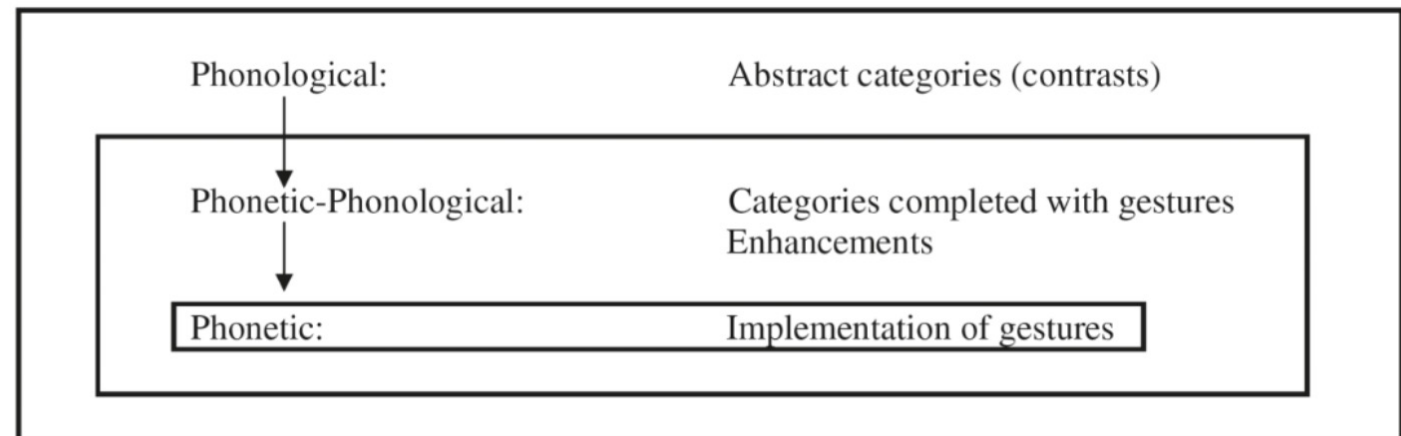 Phonological: Abstract categories (contrasts)
Phonetic-Phonological: Categories completed with gestures
Enhancements
Phonetic: Implementation of gestures